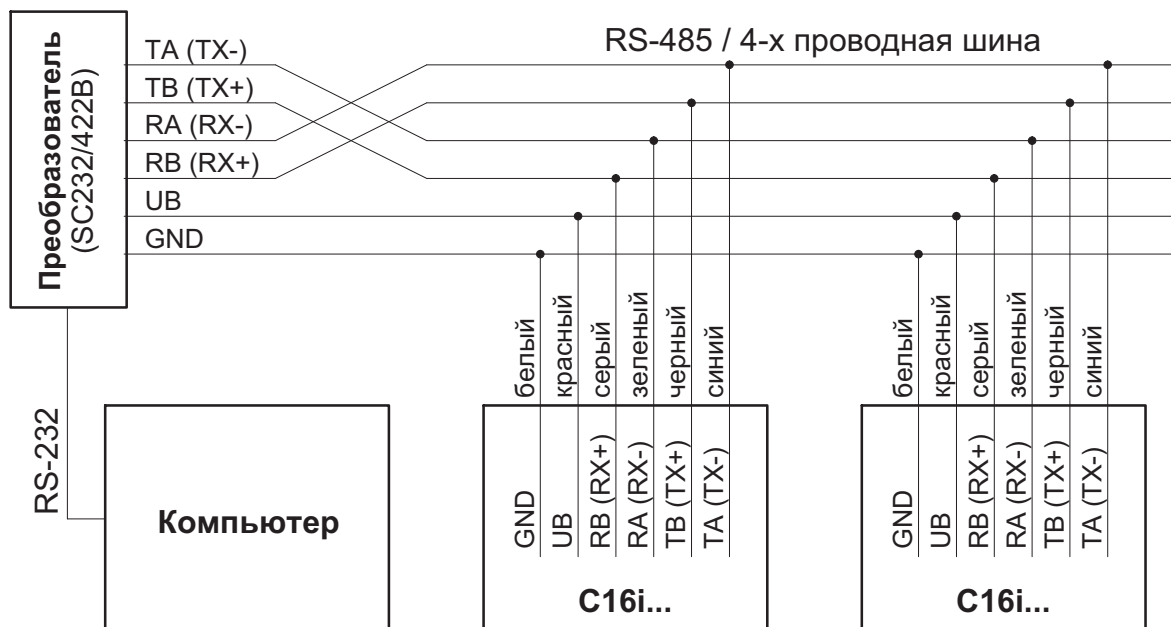 RS-485 / 4-х проводная шина
Преобразователь
(SC232/422B)
TA (TX-)
TB (TX+)
RA (RX-)
RB (RX+)
UB
GND
RS-232
Компьютер
белый
красный
серый
зеленый
черный
синий
GND
UB
RB (RX+)
RA (RX-)
TB (TX+)
TA (TX-)
C16i...
белый
красный
серый
зеленый
черный
синий
GND
UB
RB (RX+)
RA (RX-)
TB (TX+)
TA (TX-)
C16i...